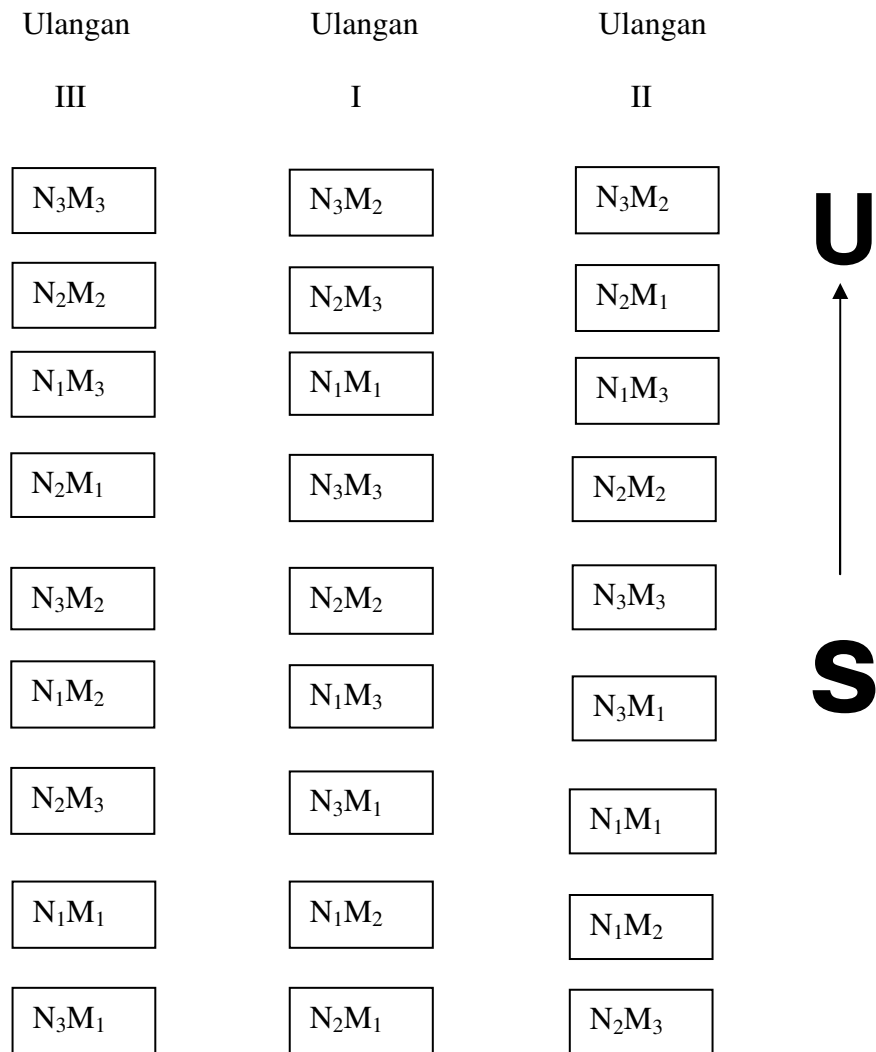 Ulangan Ulangan Ulangan
III I II
N₃M₃ N₃M₂ N₃M₂
U
N₂M₂ N₂M₃ N₂M₁
N₁M₃ N₁M₁ N₁M₃
N₂M₁ N₃M₃ N₂M₂
N₃M₂ N₂M₂ N₃M₃
S
N₁M₂ N₁M₃ N₃M₁
N₂M₃ N₃M₁ N₁M₁
N₁M₁ N₁M₂ N₁M₂
N₃M₁ N₂M₁ N₂M₃